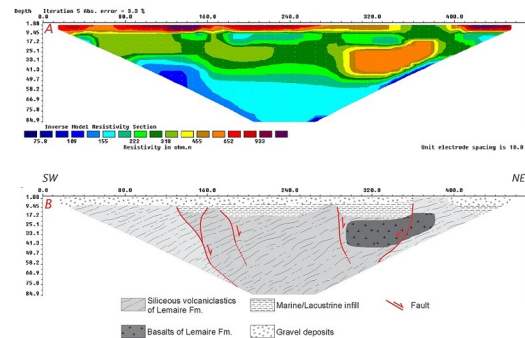 Depth Iteration 5 Abs. error = 9.9 %
0.0 80.0 160.0 240.0 320.0 400.0
1.88
A
9.45
17.2
25.1
33.1
41.3
49.7
58.2
66.9
75.8
84.9
Inverse Model Resistivity Section
75.8 109 155 222 318 455 652 933
Resistivity in ohm.m
Unit electrode spacing is 10.0
SW NE
0.0 80.0 140.0 240.0 320.0 400.0
1.88
B
9.45
17.2
25.1
33.1
41.3
49.7
58.2
66.9
75.8
84.9
Siliceous volcaniclastics of Lemaire Fm.
Marine/Lacustrine infill
Fault
Basalts of Lemaire Fm.
Gravel deposits